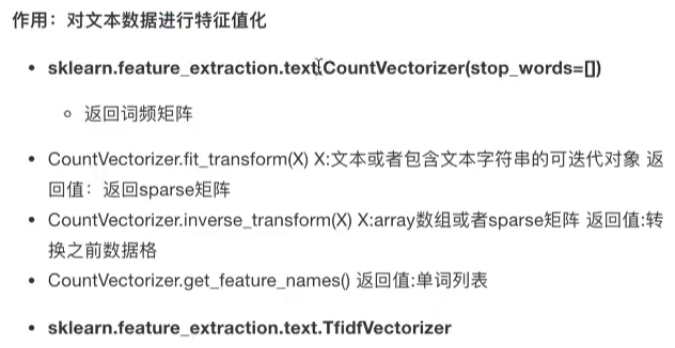 作用：对文本数据进行特征值化
• sklearn.feature_extraction.text.CountVectorizer(stop_words=[])
◦ 返回词频矩阵
• CountVectorizer.fit_transform(X) X:文本或者包含文本字符串的可迭代对象 返
回值：返回sparse矩阵
• CountVectorizer.inverse_transform(X) X:array数组或者sparse矩阵 返回值:转
换之前数据格
• CountVectorizer.get_feature_names() 返回值:单词列表
• sklearn.feature_extraction.text.TfidfVectorizer